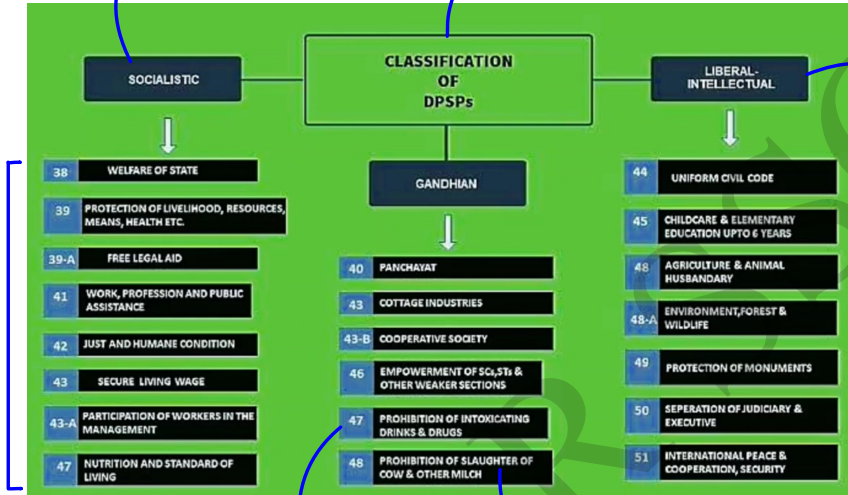 CLASSIFICATION
OF
DPSPs
SOCIALISTIC
38 WELFARE OF STATE
39 PROTECTION OF LIVELIHOOD, RESOURCES,
MEANS, HEALTH ETC.
39-A FREE LEGAL AID
41 WORK, PROFESSION AND PUBLIC
ASSISTANCE
42 JUST AND HUMANE CONDITION
43 SECURE LIVING WAGE
43-A PARTICIPATION OF WORKERS IN THE
MANAGEMENT
47 NUTRITION AND STANDARD OF
LIVING
GANDHIAN
40 PANCHAYAT
43 COTTAGE INDUSTRIES
43-B COOPERATIVE SOCIETY
46 EMPOWERMENT OF SCs,STs &
OTHER WEAKER SECTIONS
47 PROHIBITION OF INTOXICATING
DRINKS & DRUGS
48 PROHIBITION OF SLAUGHTER OF
COW & OTHER MILCH
LIBERAL-
INTELLECTUAL
44 UNIFORM CIVIL CODE
45 CHILDCARE & ELEMENTARY
EDUCATION UPTO 6 YEARS
48 AGRICULTURE & ANIMAL
HUSBANDARY
48-A ENVIRONMENT,FOREST &
WILDLIFE
49 PROTECTION OF MONUMENTS
50 SEPERATION OF JUDICIARY &
EXECUTIVE
51 INTERNATIONAL PEACE &
COOPERATION, SECURITY